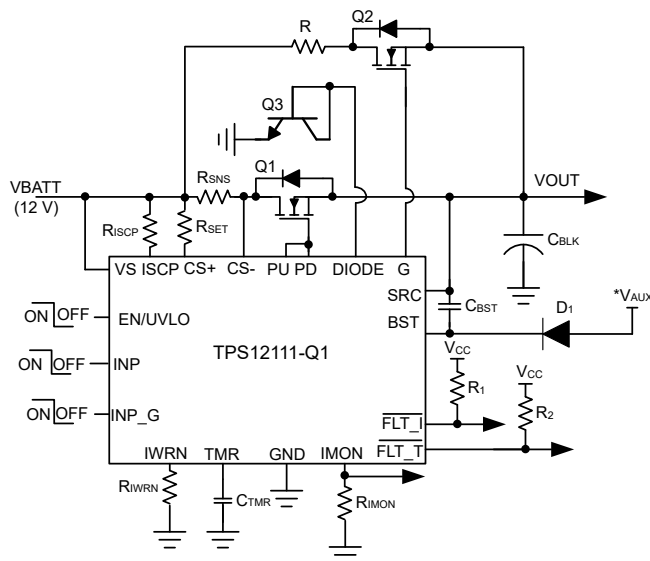 R
Q2
Q3
RSNS
Q1
VBATT
(12 V)
VOUT
RISCP
RSET
CBLK
VS
ISCP
CS+
CS-
PU
PD
DIODE
G
SRC
CBST
BST
D1
*VAUX
ON
OFF
EN/UVLO
TPS12111-Q1
ON
OFF
INP
VCC
R1
VCC
R2
ON
OFF
INP_G
FLT_I
FLT_T
IWRN
TMR
GND
IMON
RIWRN
CTMR
RIMON